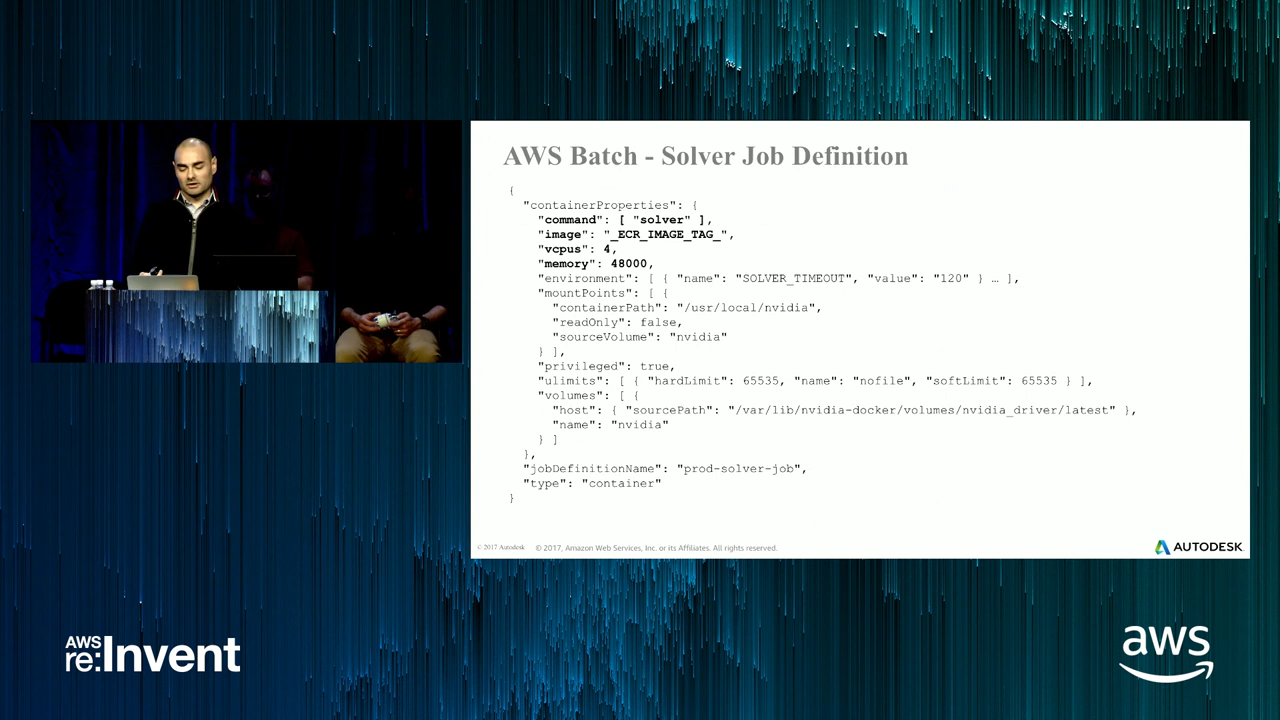 AWS Batch - Solver Job Definition
{
"containerProperties": {
"command": [ "solver" ],
"image": "_ECR_IMAGE_TAG_",
"vcpus": 4,
"memory": 48000,
"environment": [ { "name": "SOLVER_TIMEOUT", "value": "120" } … ],
"mountPoints": [ {
"containerPath": "/usr/local/nvidia",
"readOnly": false,
"sourceVolume": "nvidia"
} ],
"privileged": true,
"ulimits": [ { "hardLimit": 65535, "name": "nofile", "softLimit": 65535 } ],
"volumes": [ {
"host": { "sourcePath": "/var/lib/nvidia-docker/volumes/nvidia_driver/latest" },
"name": "nvidia"
} ]
},
"jobDefinitionName": "prod-solver-job",
"type": "container"
}
© 2017 Autodesk © 2017, Amazon Web Services, Inc. or its Affiliates. All rights reserved.
AUTODESK
AWS
re:Invent
aws